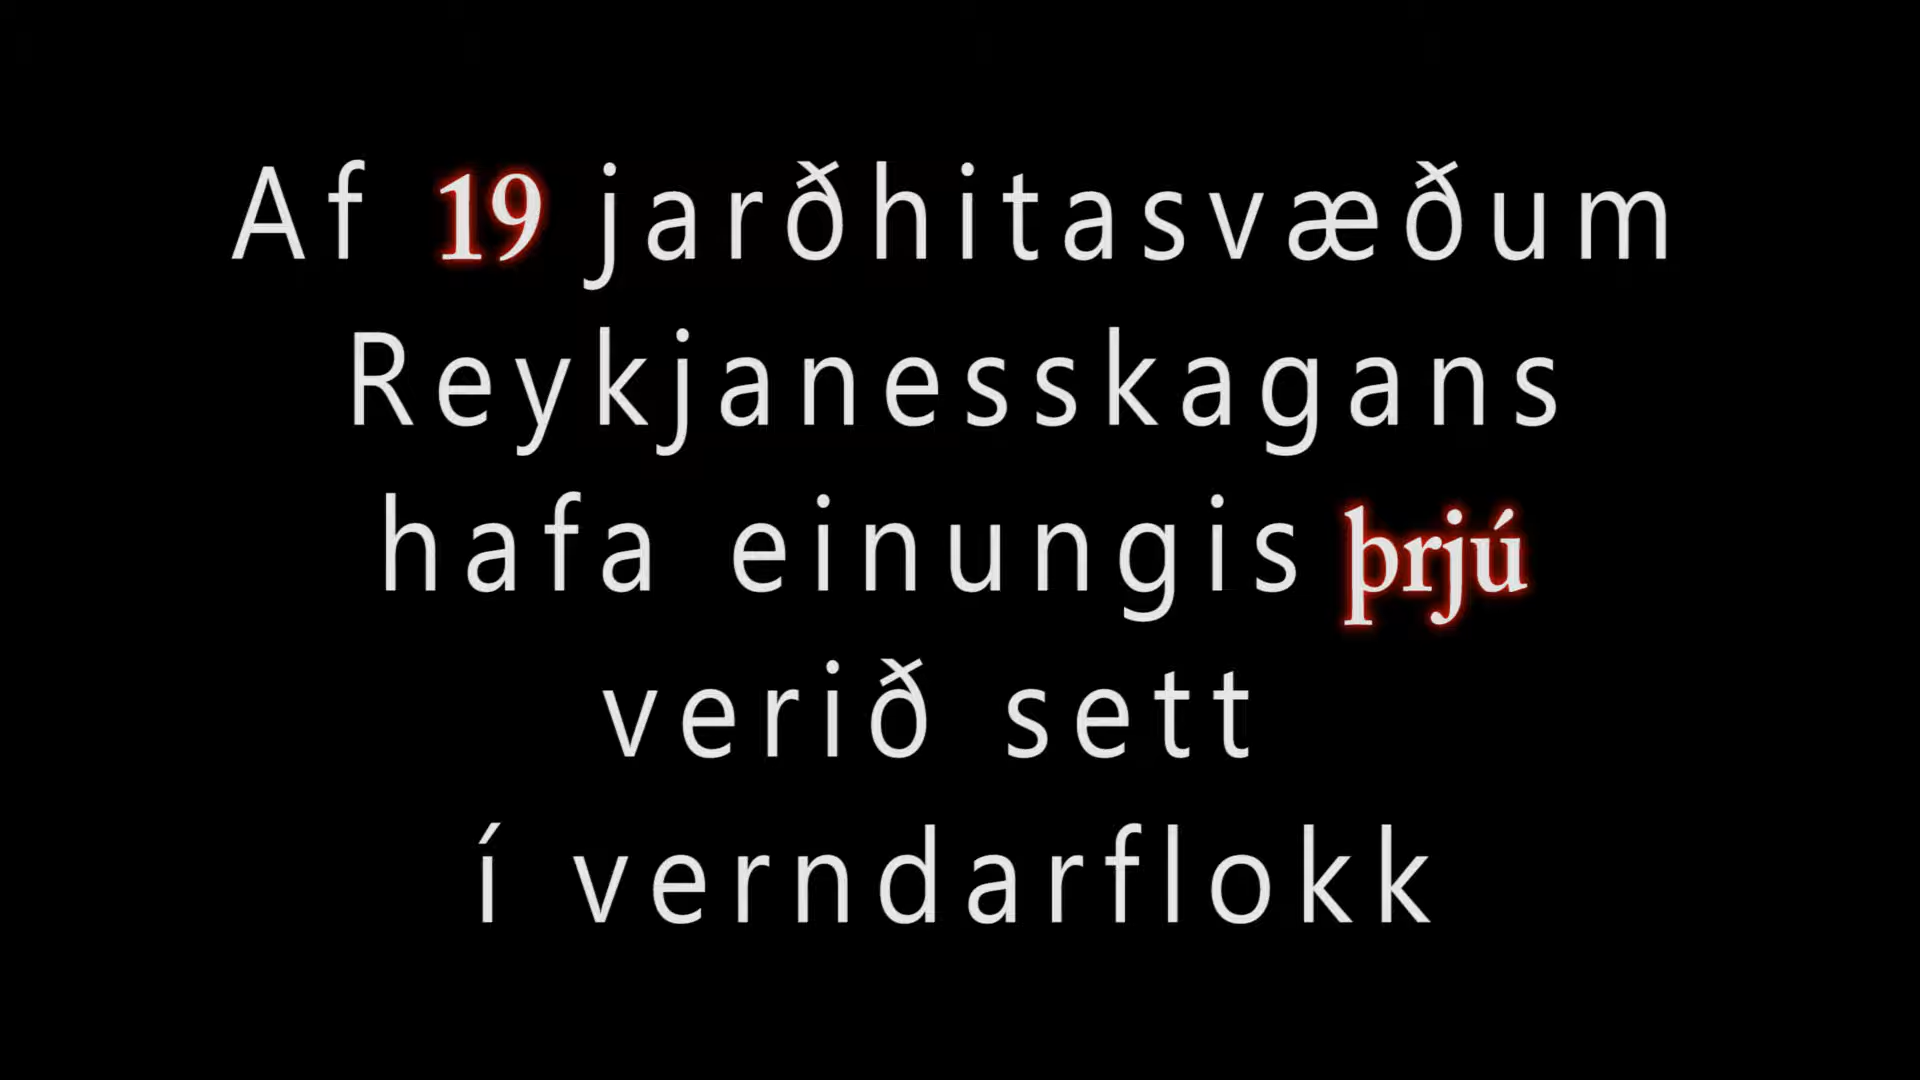 Af 19 jarðhitasvæðum
Reykjanesskagans
hafa einungis þrjú
verið sett
í verndarflokk